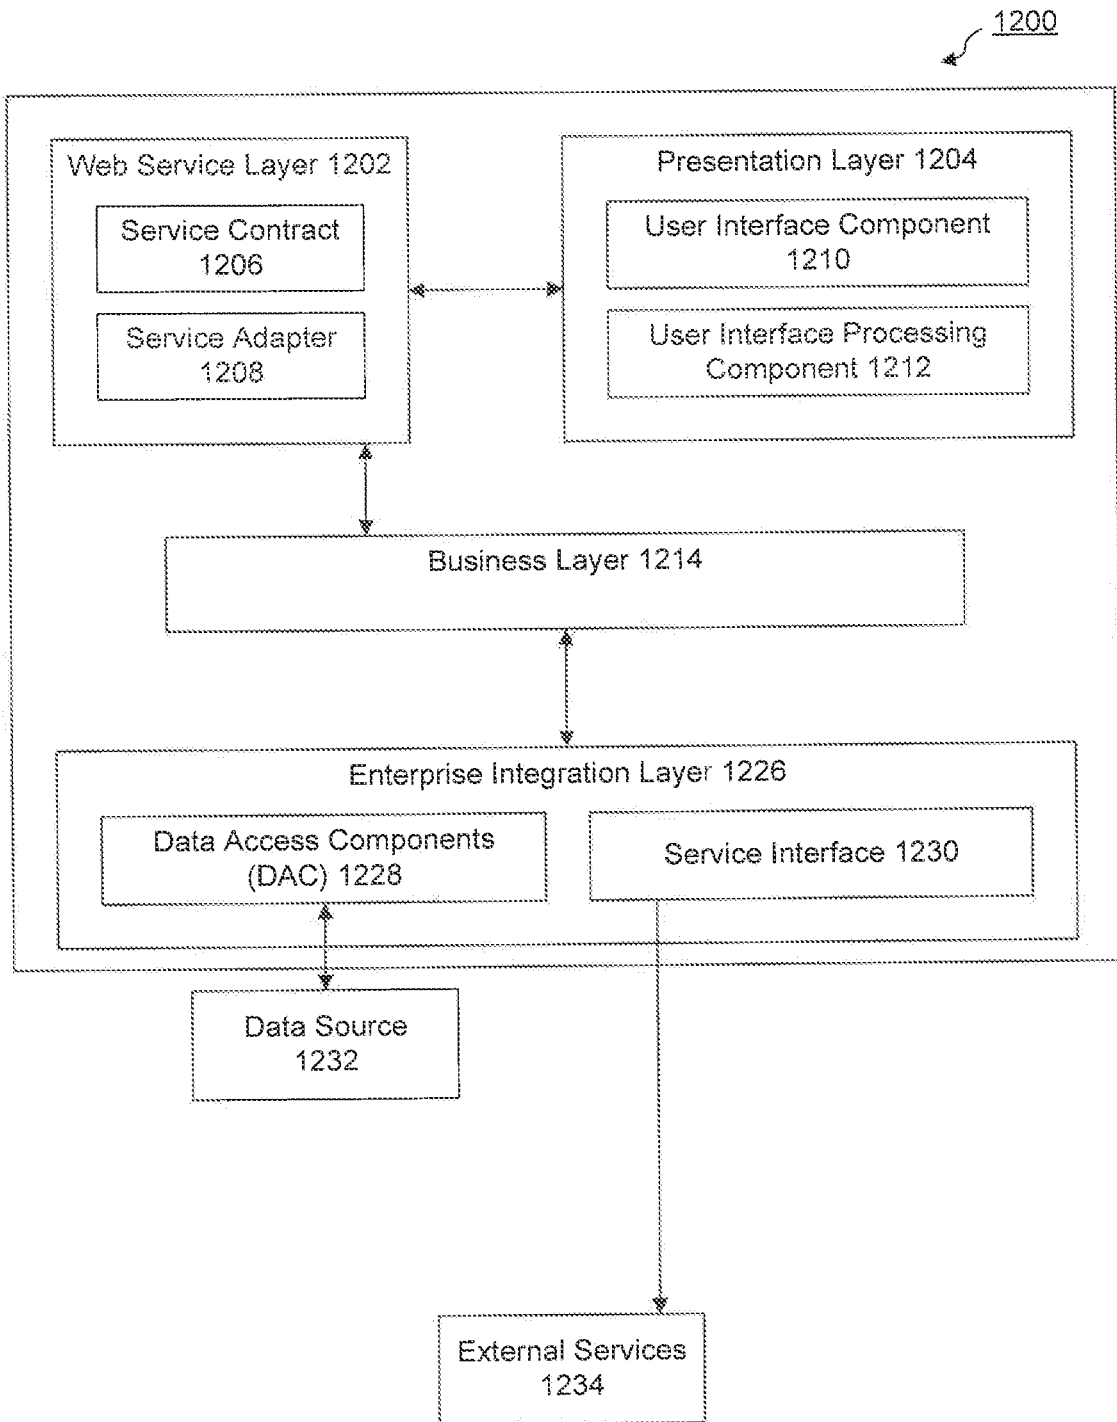 1200
Web Service Layer 1202
Service Contract
1206
Service Adapter
1208
Presentation Layer 1204
User Interface Component
1210
User Interface Processing
Component 1212
Business Layer 1214
Enterprise Integration Layer 1226
Data Access Components
(DAC) 1228
Service Interface 1230
Data Source
1232
External Services
1234